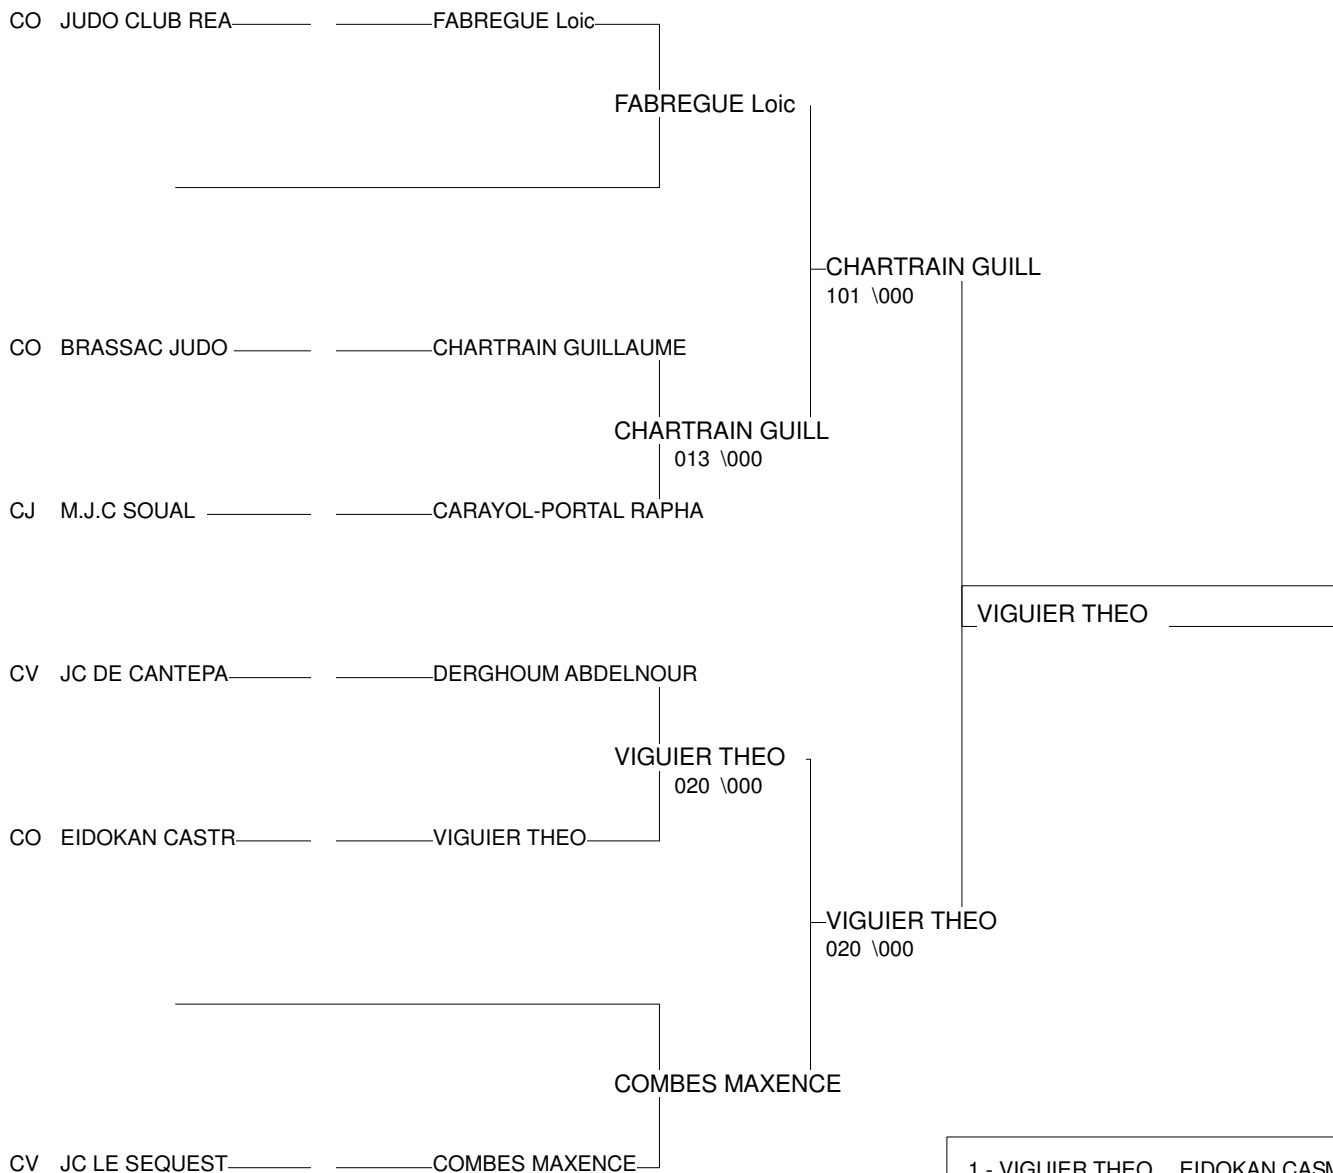 CO JUDO CLUB REA FABREGUE Loic
FABREGUE Loic
CHARTRAIN GUILL
101 \000
CO BRASSAC JUDO CHARTRAIN GUILLAUME
CHARTRAIN GUILL
013 \000
CJ M.J.C SOUAL CARAYOL-PORTAL RAPHA
VIGUIER THEO
CV JC DE CANTEPA DERGHOUM ABDELNOUR
VIGUIER THEO
020 \000
CO EIDOKAN CASTR VIGUIER THEO
VIGUIER THEO
020 \000
COMBES MAXENCE
CV JC LE SEQUEST COMBES MAXENCE
1 - VIGUIER THEO EIDOKAN CASM